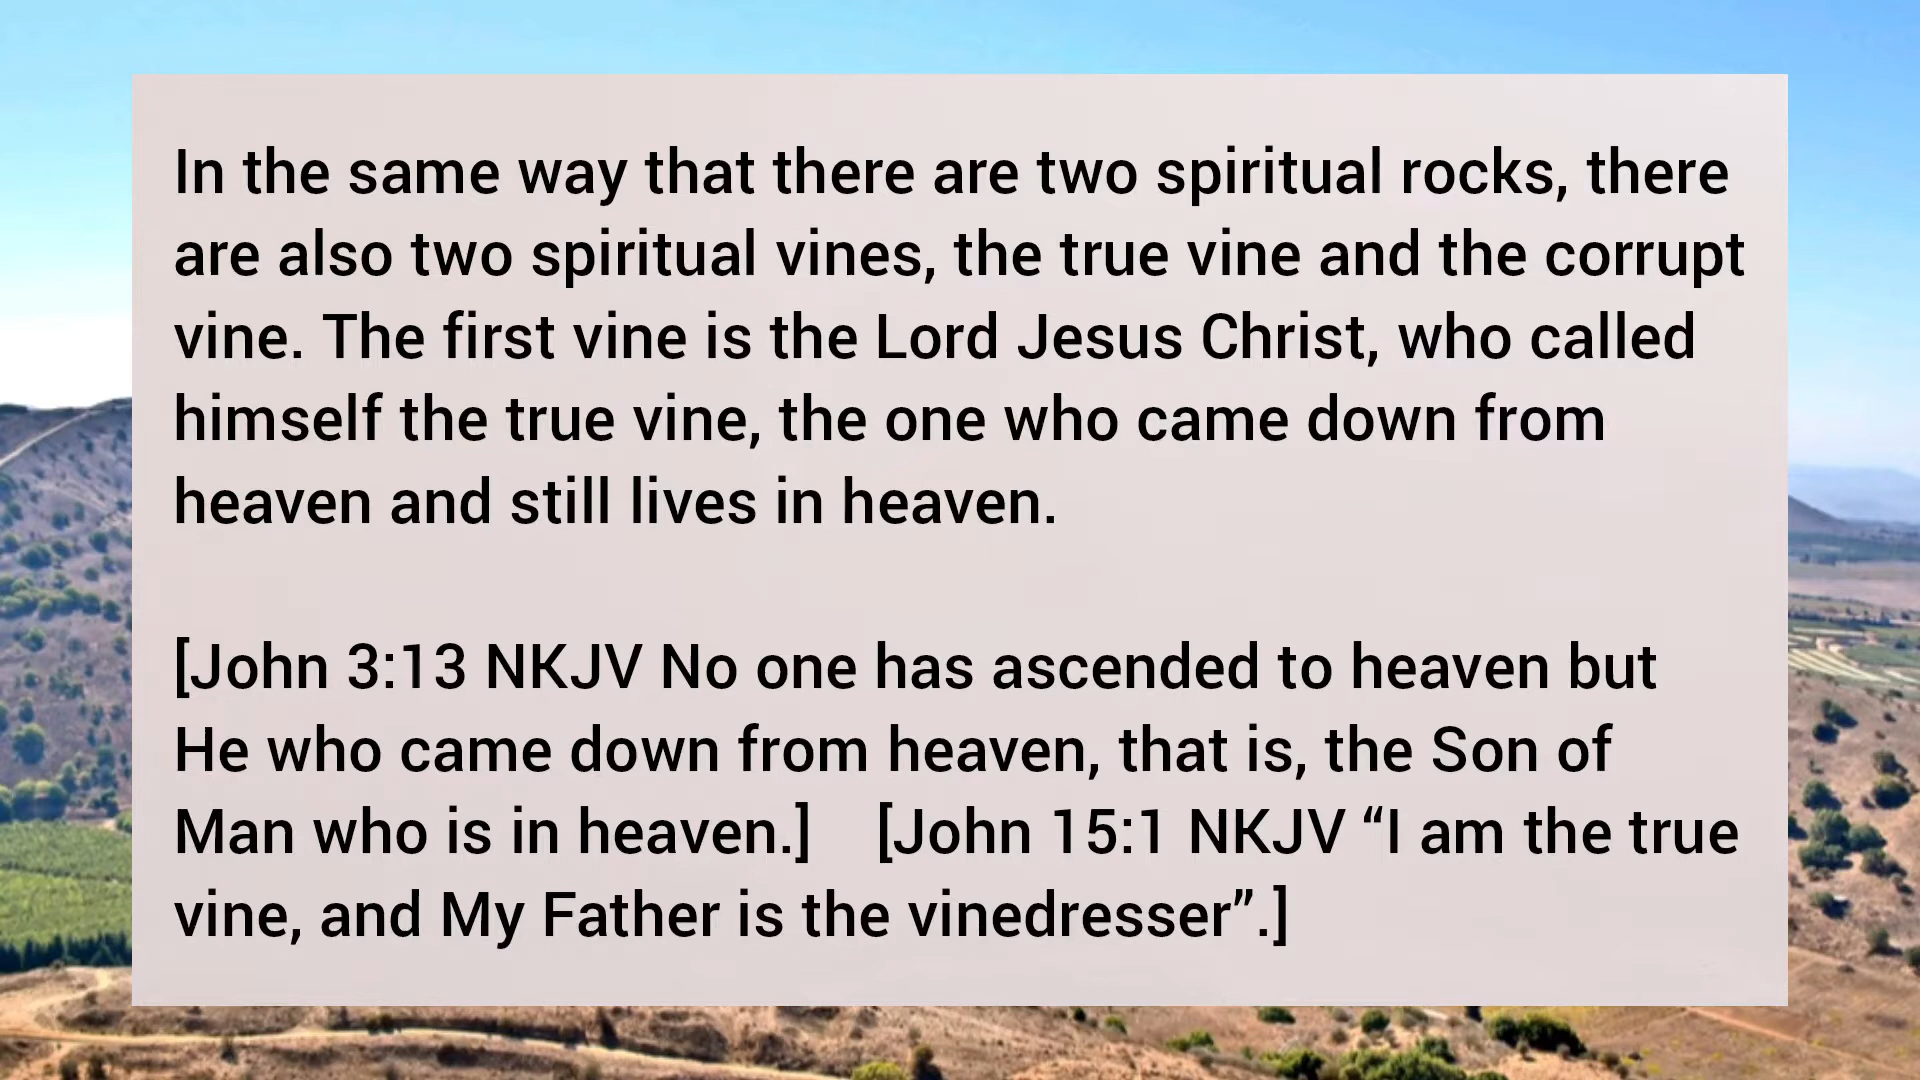 In the same way that there are two spiritual rocks, there
are also two spiritual vines, the true vine and the corrupt
vine. The first vine is the Lord Jesus Christ, who called
himself the true vine, the one who came down from
heaven and still lives in heaven.
[John 3:13 NKJV No one has ascended to heaven but
He who came down from heaven, that is, the Son of
Man who is in heaven.]    [John 15:1 NKJV “I am the true
vine, and My Father is the vinedresser”.]